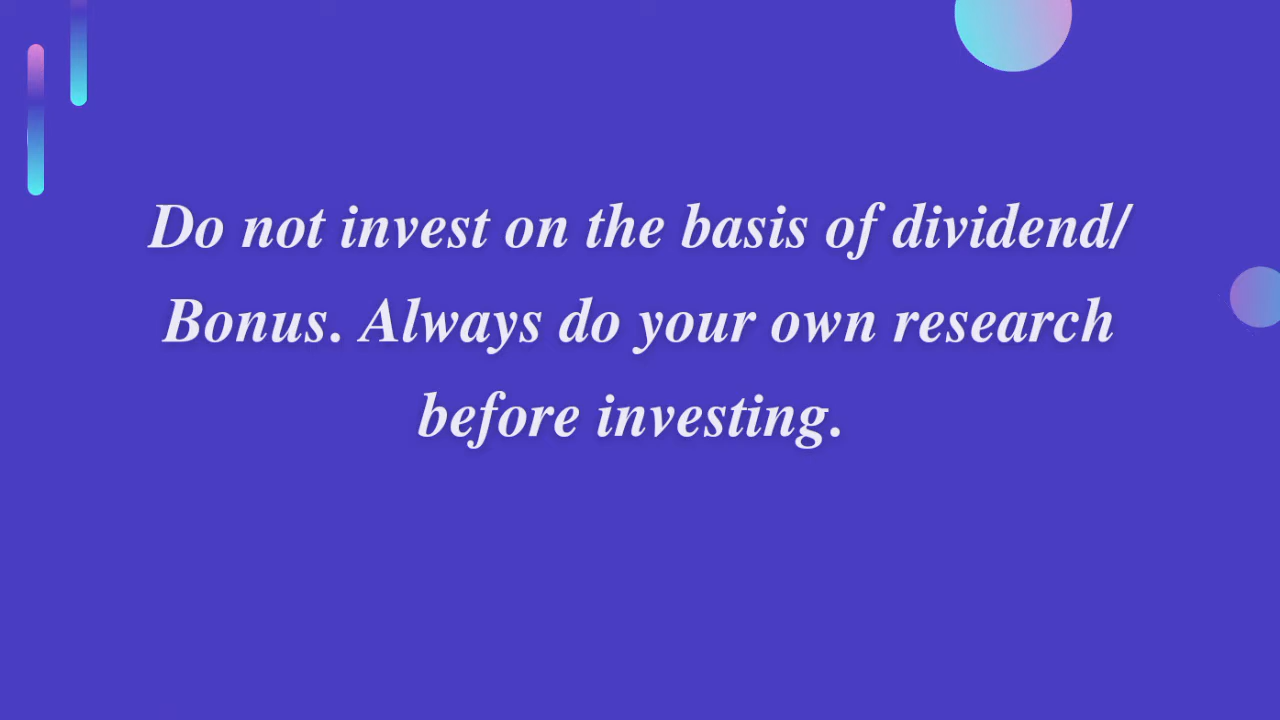 Do not invest on the basis of dividend/
Bonus. Always do your own research
before investing.